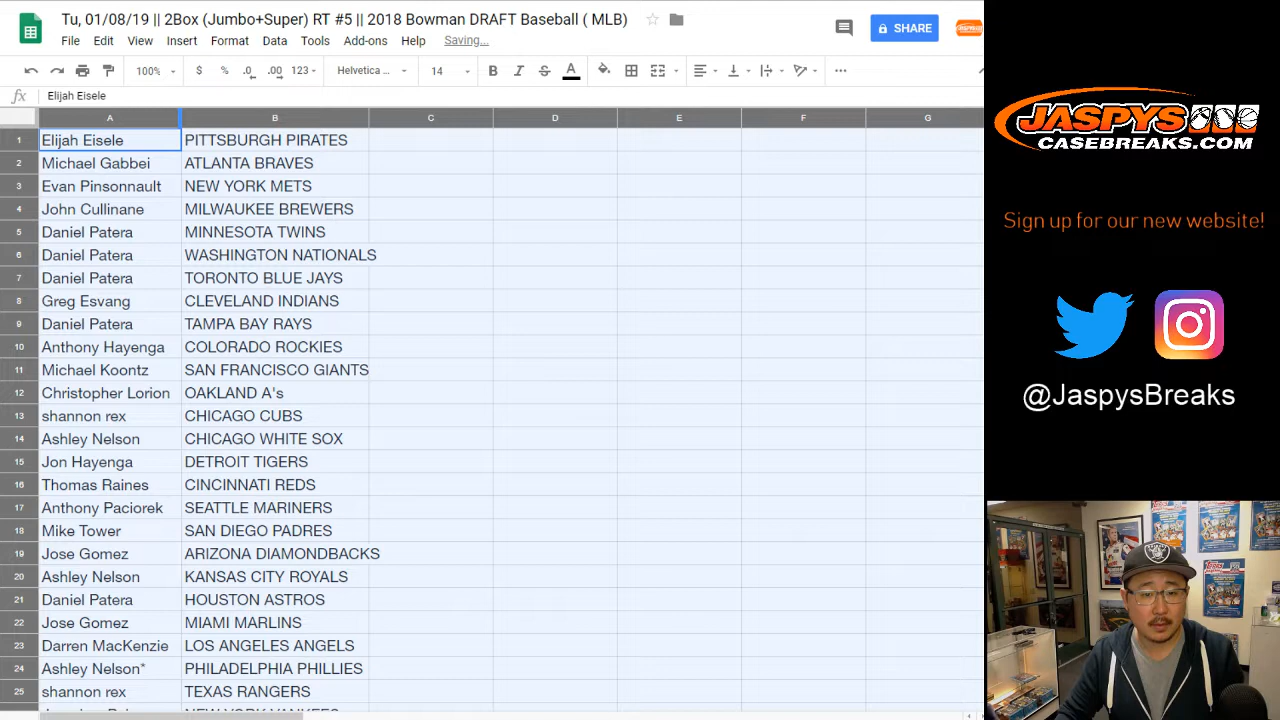 Tu, 01/08/19 || 2Box (Jumbo+Super) RT #5 || 2018 Bowman DRAFT Baseball ( MLB)
File Edit View Insert Format Data Tools Add-ons Help Saving...
SHARE
100% $ % .0 .00 123 Helvetica ... 14 B I S A
fx Elijah Eisele
A B C D E F G
1 Elijah Eisele PITTSBURGH PIRATES
2 Michael Gabbei ATLANTA BRAVES
3 Evan Pinsonnault NEW YORK METS
4 John Cullinane MILWAUKEE BREWERS
5 Daniel Patera MINNESOTA TWINS
6 Daniel Patera WASHINGTON NATIONALS
7 Daniel Patera TORONTO BLUE JAYS
8 Greg Esvang CLEVELAND INDIANS
9 Daniel Patera TAMPA BAY RAYS
10 Anthony Hayenga COLORADO ROCKIES
11 Michael Koontz SAN FRANCISCO GIANTS
12 Christopher Lorion OAKLAND A's
13 shannon rex CHICAGO CUBS
14 Ashley Nelson CHICAGO WHITE SOX
15 Jon Hayenga DETROIT TIGERS
16 Thomas Raines CINCINNATI REDS
17 Anthony Paciorek SEATTLE MARINERS
18 Mike Tower SAN DIEGO PADRES
19 Jose Gomez ARIZONA DIAMONDBACKS
20 Ashley Nelson KANSAS CITY ROYALS
21 Daniel Patera HOUSTON ASTROS
22 Jose Gomez MIAMI MARLINS
23 Darren MacKenzie LOS ANGELES ANGELS
24 Ashley Nelson* PHILADELPHIA PHILLIES
25 shannon rex TEXAS RANGERS
NEW YORK YANKEES
JASPYS
CASEBREAKS.COM
Sign up for our new website!
@JaspysBreaks